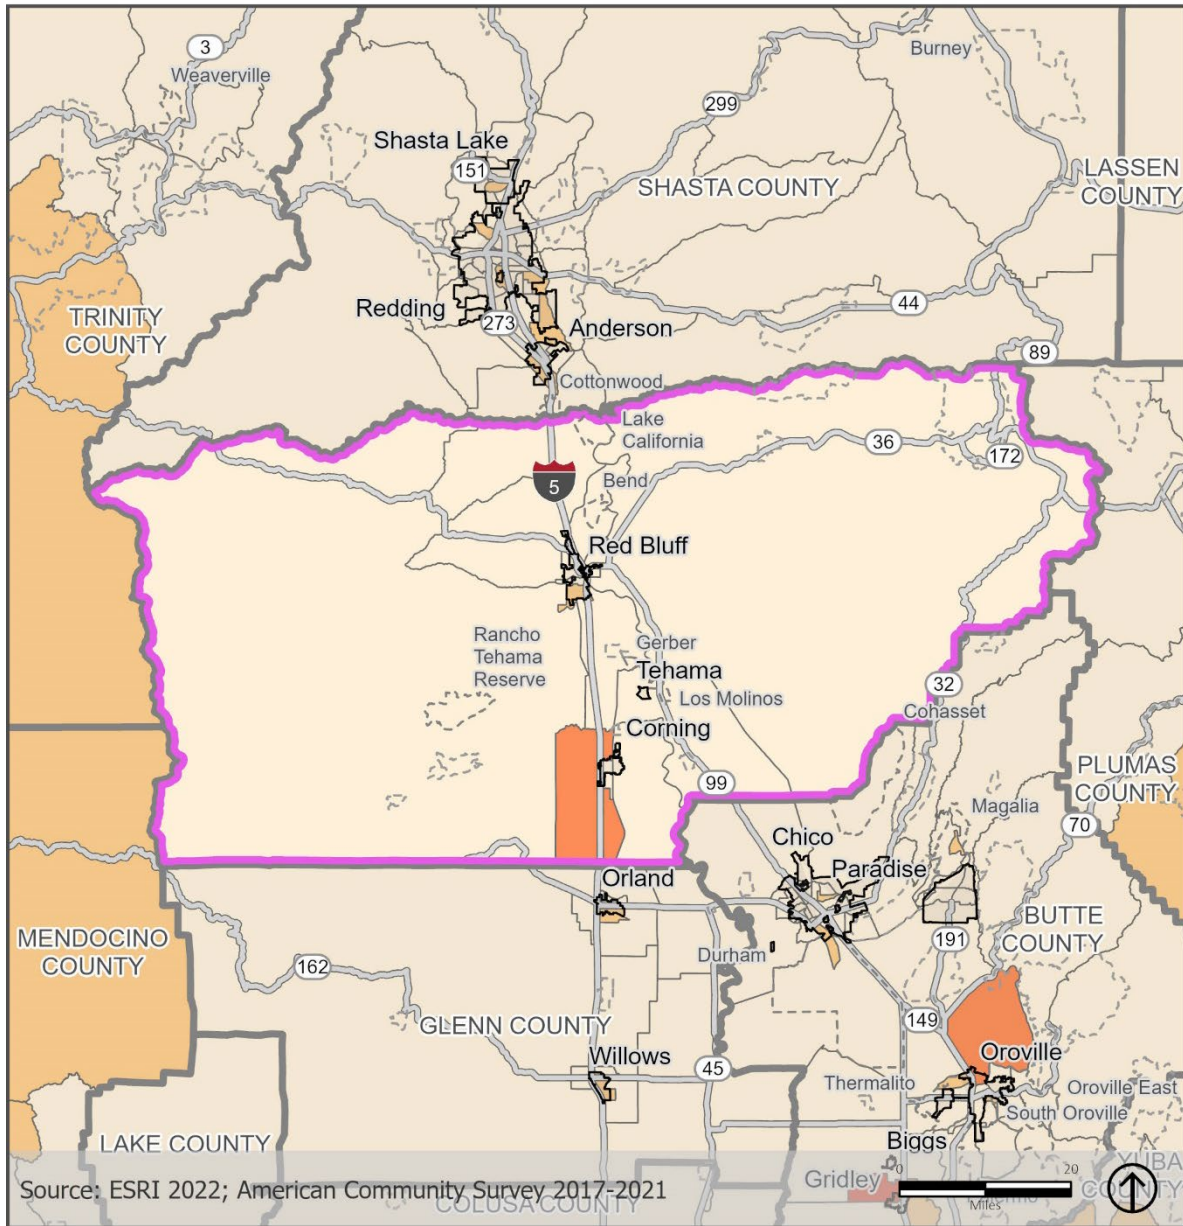 3
Weaverville
Burney
299
Shasta Lake
151
SHASTA COUNTY
LASSEN
COUNTY
TRINITY
COUNTY
Redding
273
Anderson
44
89
Cottonwood
Lake
California
36
172
5
Bend
Red Bluff
Rancho
Tehama
Reserve
Gerber
Tehama
Los Molinos
32
Cohasset
Corning
99
PLUMAS
COUNTY
Magalia
70
Chico
Paradise
Orland
MENDOCINO
COUNTY
BUTTE
COUNTY
191
Durham
162
GLENN COUNTY
149
Willows
45
Oroville
Thermalito
Oroville East
South Oroville
Biggs
LAKE COUNTY
YUBA
COUNTY
Gridley
Palermo
COLUSA COUNTY
Source: ESRI 2022; American Community Survey 2017-2021
0
20
Miles